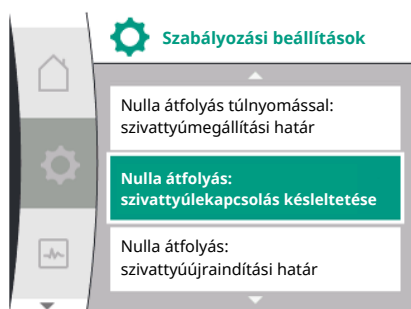 Szabályozási beállítások
Nulla átfolyás túlnyomással:
szivattyúmegállítási határ
Nulla átfolyás:
szivattyúlekapcsolás késleltetése
Nulla átfolyás:
szivattyúújraindítási határ